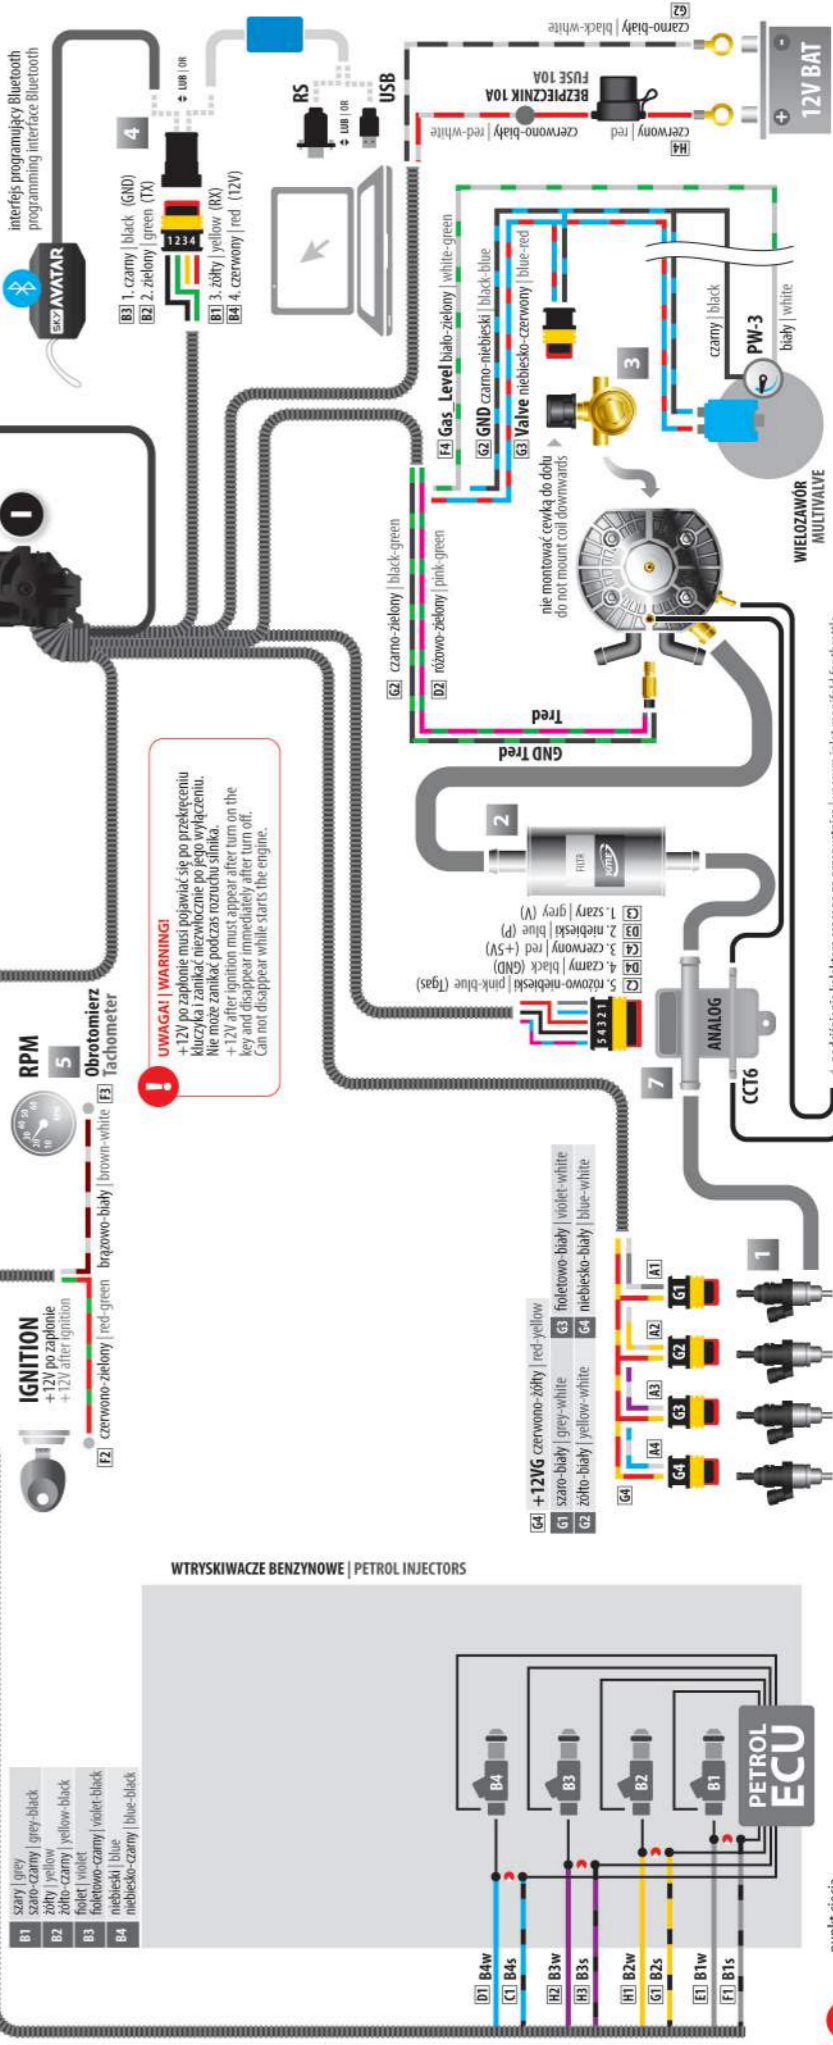 interfejs programujący Bluetooth
programming interface Bluetooth
SKY AVATAR
B3 1. czarny | black (GND)
B2 2. zielony | green (TX)
1 2 3 4
B1 3. żółty | yellow (RX)
B4 4. czerwony | red (12V)
4
LUB | OR
RS
LUB | OR
USB
G2
czarno-biały | black-white
BEZPIECZNIK 10A
FUSE 10A
czerwono-biały | red-white
czerwony | red
H4
12V BAT
I
F4 Gas_Level biało-zielony | white-green
G2 GND czarno-niebieski | black-blue
G3 Valve niebiesko-czerwony | blue-red
3
nie montować cewką do dołu
do not mount coil downwards
czarny | black
PW-3
biały | white
WIELOZAWÓR
MULTIVALVE
G2 czarno-zielony | black-green
D2 różowo-zielony | pink-green
Tred
GND Tred
UWAGA! | WARNING!
+12V po zapłonie musi pojawiać się po przekręceniu
kluczyka i zanikać niezwłocznie po jego wyłączeniu.
Nie może zanikać podczas rozruchu silnika.
+12V after ignition must appear after turn on the
key and disappear immediately after turn off.
Can not disappear while starts the engine.
2
FILTR
KME
C3 1. szary | grey (V)
D3 2. niebieski | blue (P)
C4 3. czerwony | red (+5V)
D4 4. czarny | black (GND)
C2 5. różowo-niebieski | pink-blue (Tgas)
5 4 3 2 1
ANALOG
CCT6
7
RPM
5
Obrotomierz
Tachometer
F3
brązowo-biały | brown-white
IGNITION
+12V po zapłonie
+12V after ignition
F2 czerwono-zielony | red-green
G4 +12VG czerwono-żółty | red-yellow
G1 szaro-biały | grey-white
G3 fioletowo-biały | violet-white
G2 żółto-biały | yellow-white
G4 niebiesko-biały | blue-white
G4
A4
A3
A2
A1
G4
G3
G2
G1
1
WTRYSKIWACZE BENZYNOWE | PETROL INJECTORS
B1 szary | grey
szaro-czarny | grey-black
B2 żółty | yellow
żółto-czarny | yellow-black
B3 fiolet | violet
fioletowo-czarny | violet-black
B4 niebieski | blue
niebiesko-czarny | blue-black
B4
B3
B2
B1
PETROL
ECU
D1 B4w
C1 B4s
H2 B3w
H3 B3s
H1 B2w
G1 B2s
E1 B1w
F1 B1s